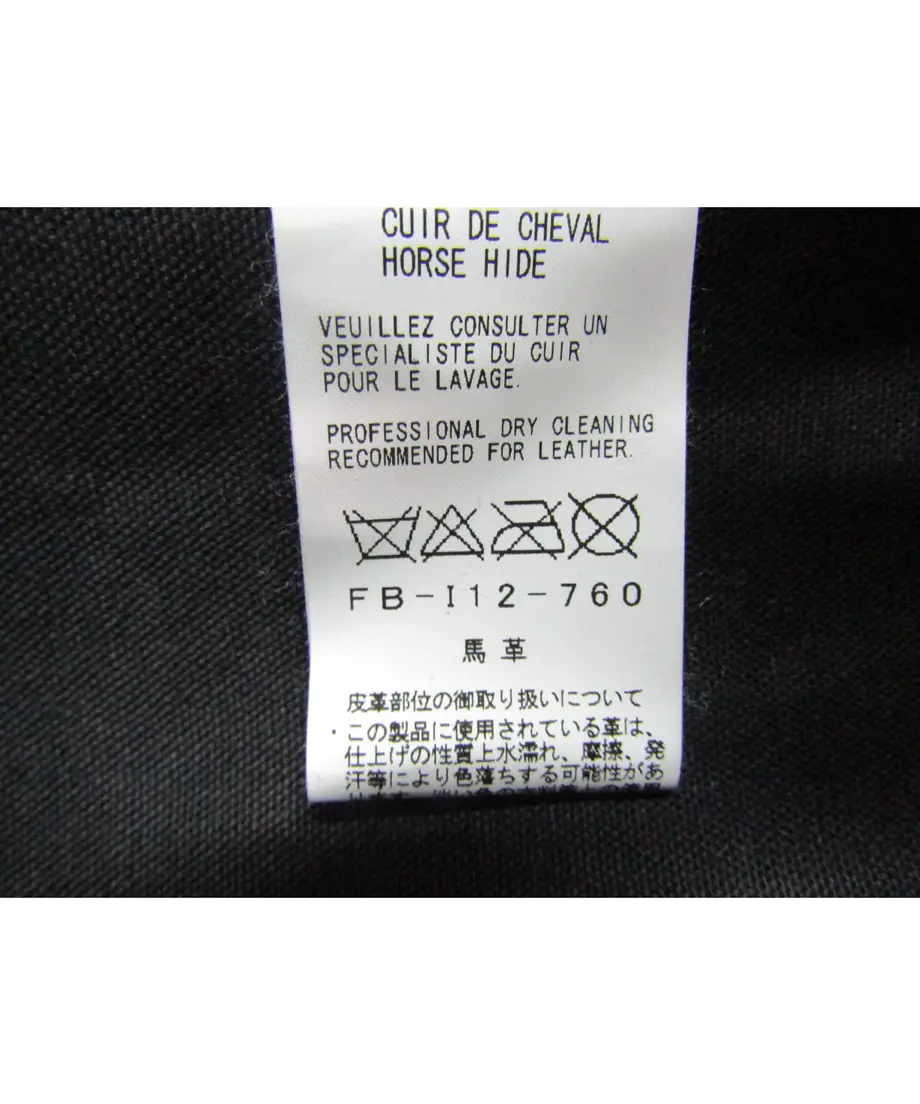 CUIR DE CHEVAL
HORSE HIDE
VEUILLEZ CONSULTER UN
SPECIALISTE DU CUIR
POUR LE LAVAGE.
PROFESSIONAL DRY CLEANING
RECOMMENDED FOR LEATHER.
FB-I12-760
馬革
皮革部位の御取り扱いについて
・この製品に使用されている革は、
仕上げの性質上水濡れ、摩擦、発
汗等により色落ちする可能性があ